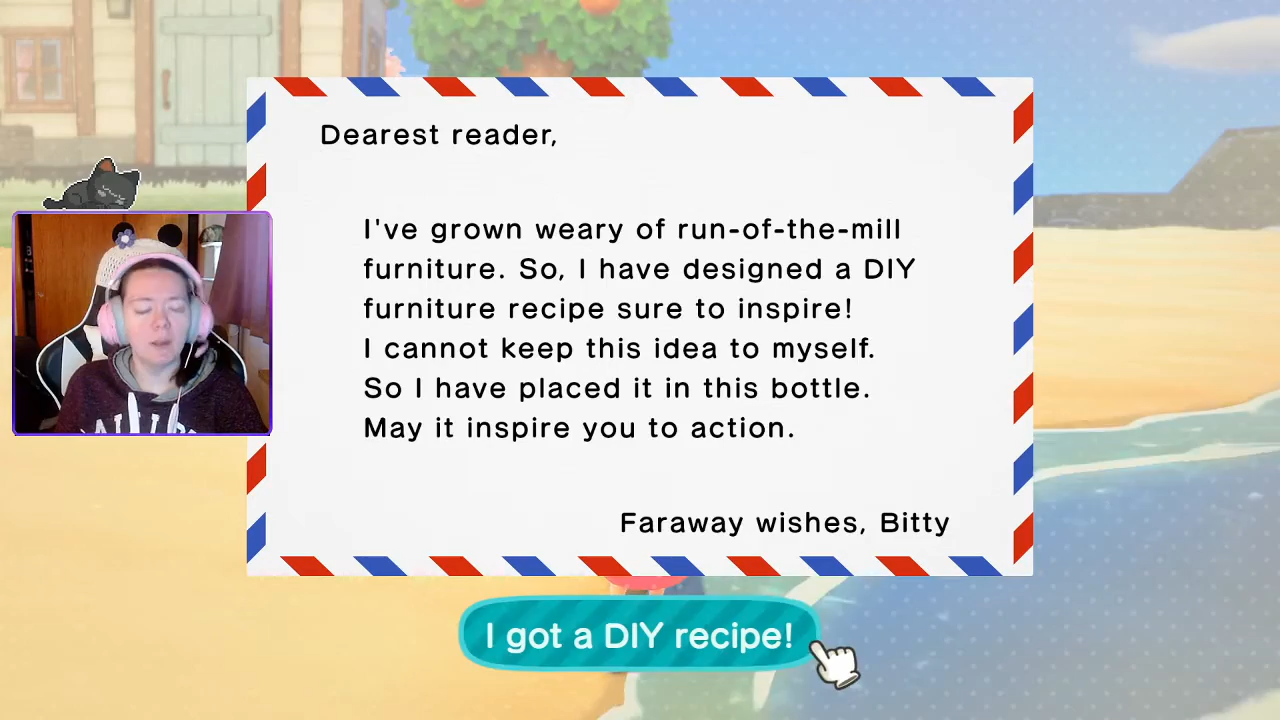 Dearest reader,
I've grown weary of run-of-the-mill
furniture. So, I have designed a DIY
furniture recipe sure to inspire!
I cannot keep this idea to myself.
So I have placed it in this bottle.
May it inspire you to action.
Faraway wishes, Bitty
I got a DIY recipe!